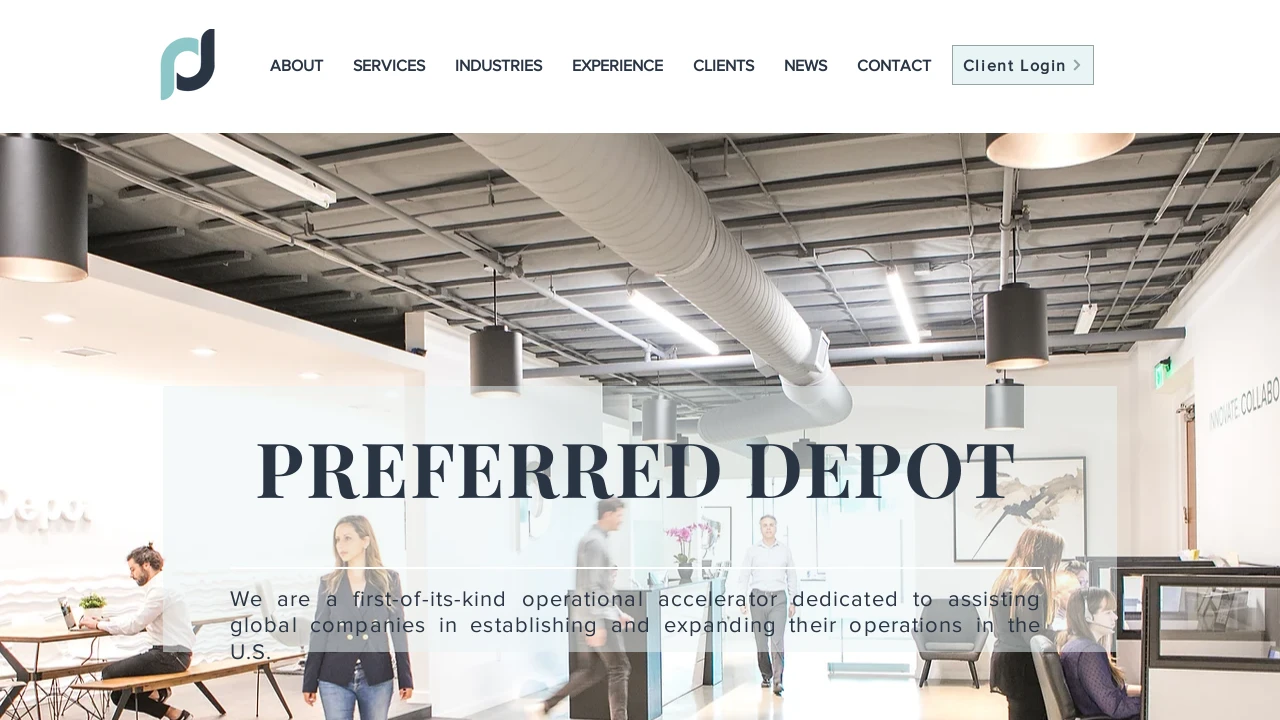 ABOUT SERVICES INDUSTRIES EXPERIENCE CLIENTS NEWS CONTACT Client Login
INNOVATE.COLLABO
PREFERRED DEPOT
Depot
We are a first-of-its-kind operational accelerator dedicated to assisting
global companies in establishing and expanding their operations in the
U.S.